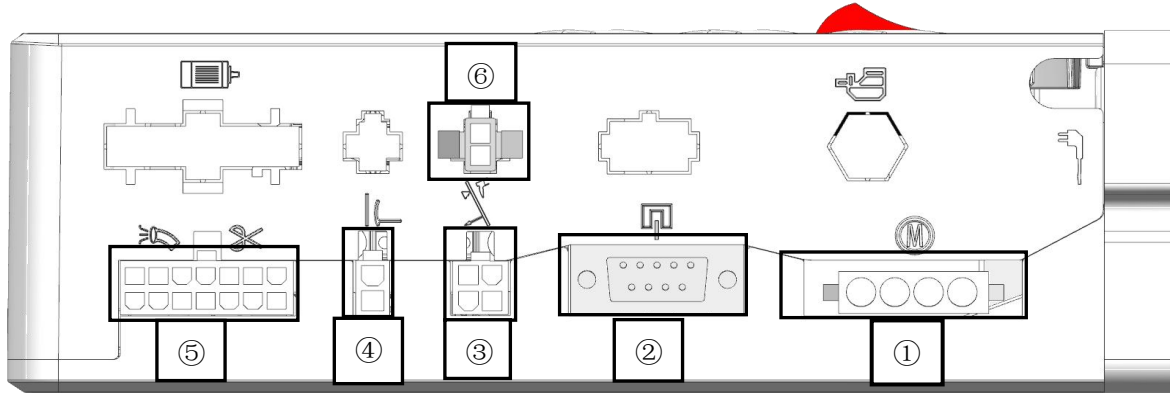 ⑥
Ⓜ
⑤ ④ ③ ② ①